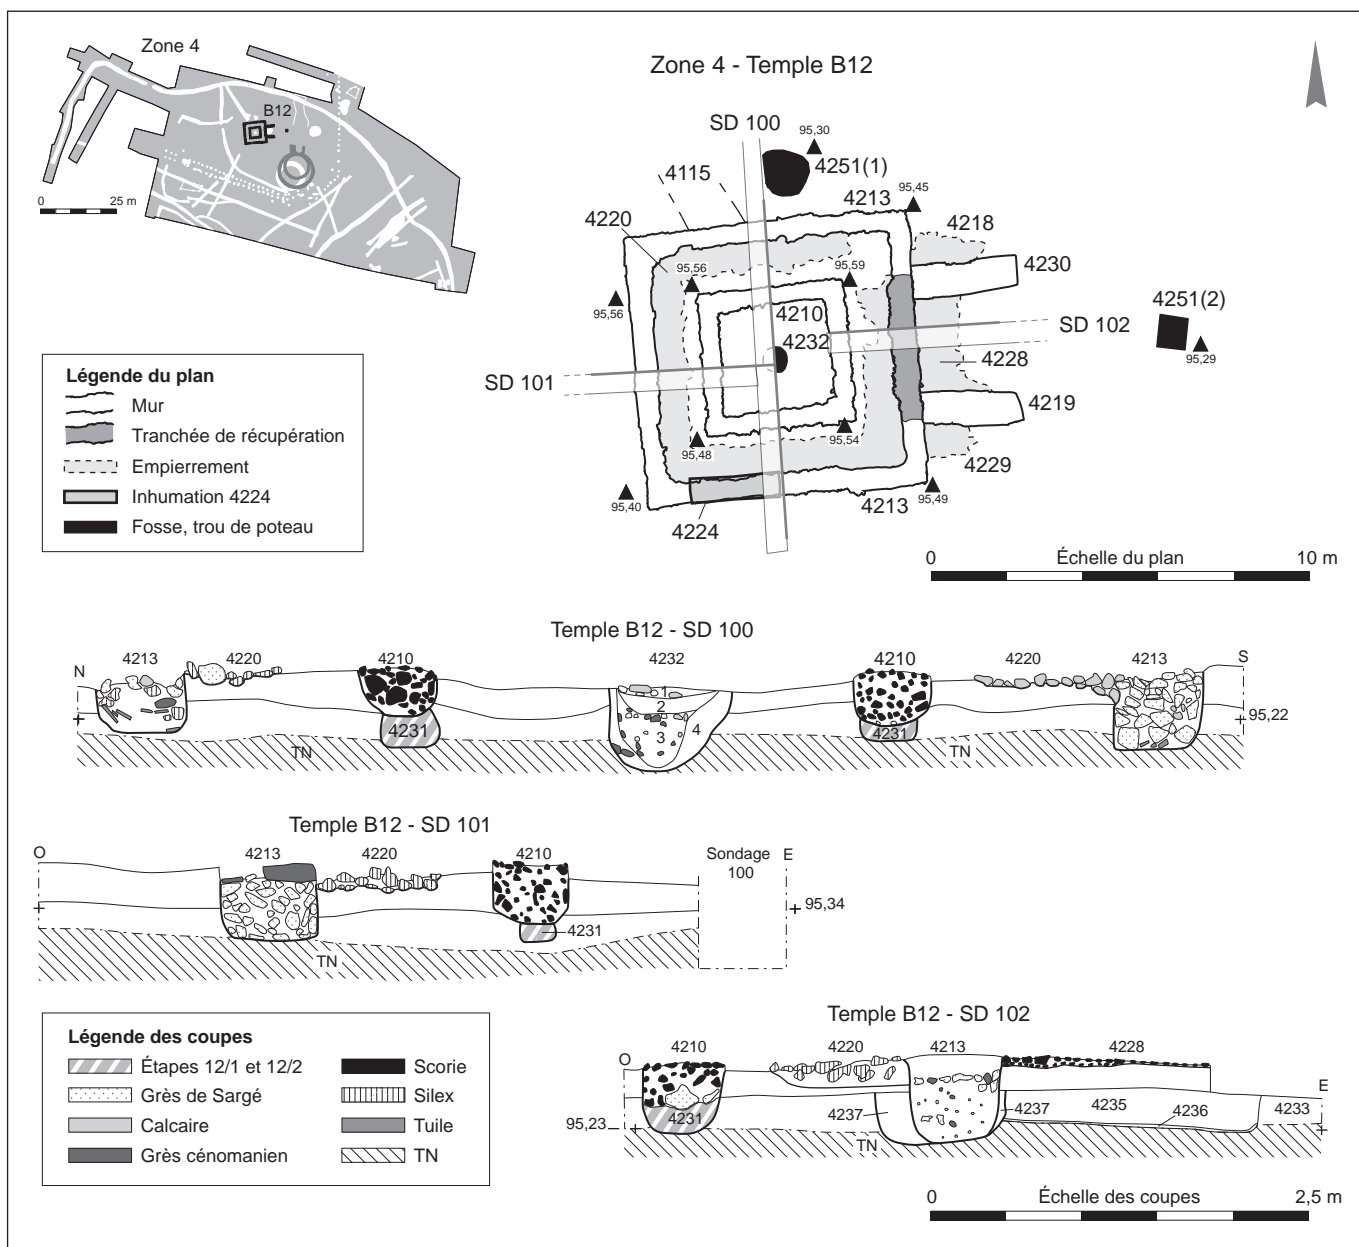 Zone 4
B12
0 25 m
Zone 4 - Temple B12
SD 100
95,30
4251(1)
4115
4213
95,45
4220
4218
4230
95,56
95,59
95,56
4210
4251(2)
4232
SD 102
95,29
4228
SD 101
4219
95,48
95,54
4229
95,40
4224
4213
95,49
0 Échelle du plan 10 m
Légende du plan
Mur
Tranchée de récupération
Empierrement
Inhumation 4224
Fosse, trou de poteau
Temple B12 - SD 100
N 4213 4220 4210 4232 4210 4220 4213 S
1
2
3 4
4231
4231
95,22
TN
TN
Temple B12 - SD 101
O 4213 4220 4210 Sondage 100 E
95,34
4231
TN
Légende des coupes
Étapes 12/1 et 12/2
Grès de Sargé
Calcaire
Grès cénomanien
Scorie
Silex
Tuile
TN
Temple B12 - SD 102
O 4210 4220 4213 4228 E
95,23 4231 4237 4237 4235 4236 4233
TN
0 Échelle des coupes 2,5 m